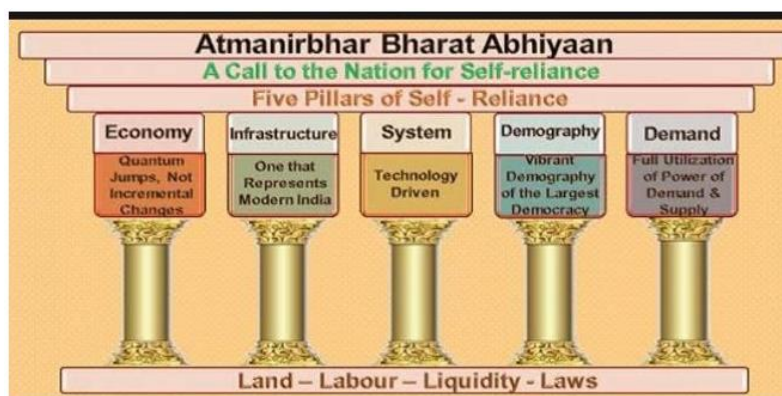 Atmanirbhar Bharat Abhiyaan
A Call to the Nation for Self-reliance
Five Pillars of Self - Reliance
Economy
Quantum
Jumps, Not
Incremental
Changes
Infrastructure
One that
Represents
Modern India
System
Technology
Driven
Demography
Vibrant
Demography
of the Largest
Democracy
Demand
Full Utilization
of Power of
Demand &
Supply
Land – Labour – Liquidity - Laws